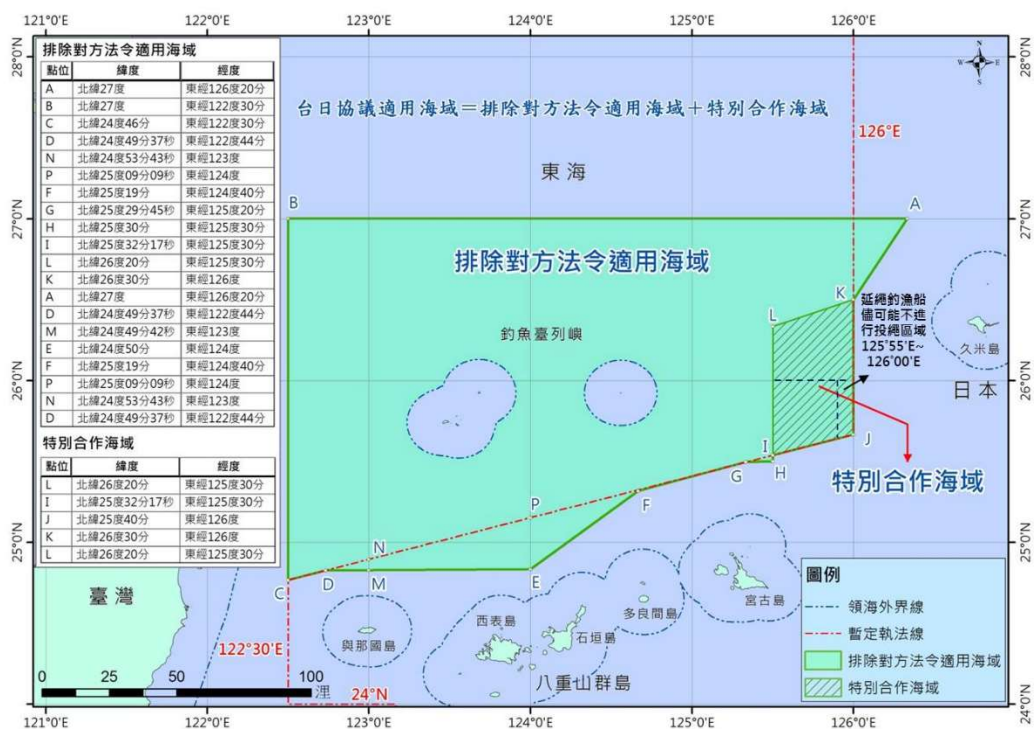 121°0'E 122°0'E 123°0'E 124°0'E 125°0'E 126°0'E
28°0'N
27°0'N
26°0'N
25°0'N
24°0'N
排除對方法令適用海域
點位 緯度 經度
A 北緯27度 東經126度20分
B 北緯27度 東經122度30分
C 北緯24度46分 東經122度30分
D 北緯24度49分37秒 東經122度44分
N 北緯24度53分43秒 東經123度
P 北緯25度09分09秒 東經124度
F 北緯25度19分 東經124度40分
G 北緯25度29分45秒 東經125度20分
H 北緯25度30分 東經125度30分
I 北緯25度32分17秒 東經125度30分
L 北緯26度20分 東經125度30分
K 北緯26度30分 東經126度
A 北緯27度 東經126度20分
D 北緯24度49分37秒 東經122度44分
M 北緯24度49分42秒 東經123度
E 北緯24度50分 東經124度
F 北緯25度19分 東經124度40分
P 北緯25度09分09秒 東經124度
N 北緯24度53分43秒 東經123度
D 北緯24度49分37秒 東經122度44分
特別合作海域
點位 緯度 經度
L 北緯26度20分 東經125度30分
I 北緯25度32分17秒 東經125度30分
J 北緯25度40分 東經126度
K 北緯26度30分 東經126度
L 北緯26度20分 東經125度30分
N
W E
S
台日協議適用海域＝排除對方法令適用海域＋特別合作海域
126°E
東海
B
A
排除對方法令適用海域
K
延繩釣漁船
儘可能不進
行投繩區域
125°55'E~
126°00'E
L
釣魚臺列嶼
久米島
日本
J
I
H
G
特別合作海域
F
P
N
E
M
D
C
臺灣
與那國島
西表島
石垣島
多良間島
宮古島
八重山群島
122°30'E
24°N
0 25 50 100
浬
圖例
領海外界線
暫定執法線
排除對方法令適用海域
特別合作海域
28°0'N
27°0'N
26°0'N
25°0'N
24°0'N
121°0'E 122°0'E 123°0'E 124°0'E 125°0'E 126°0'E